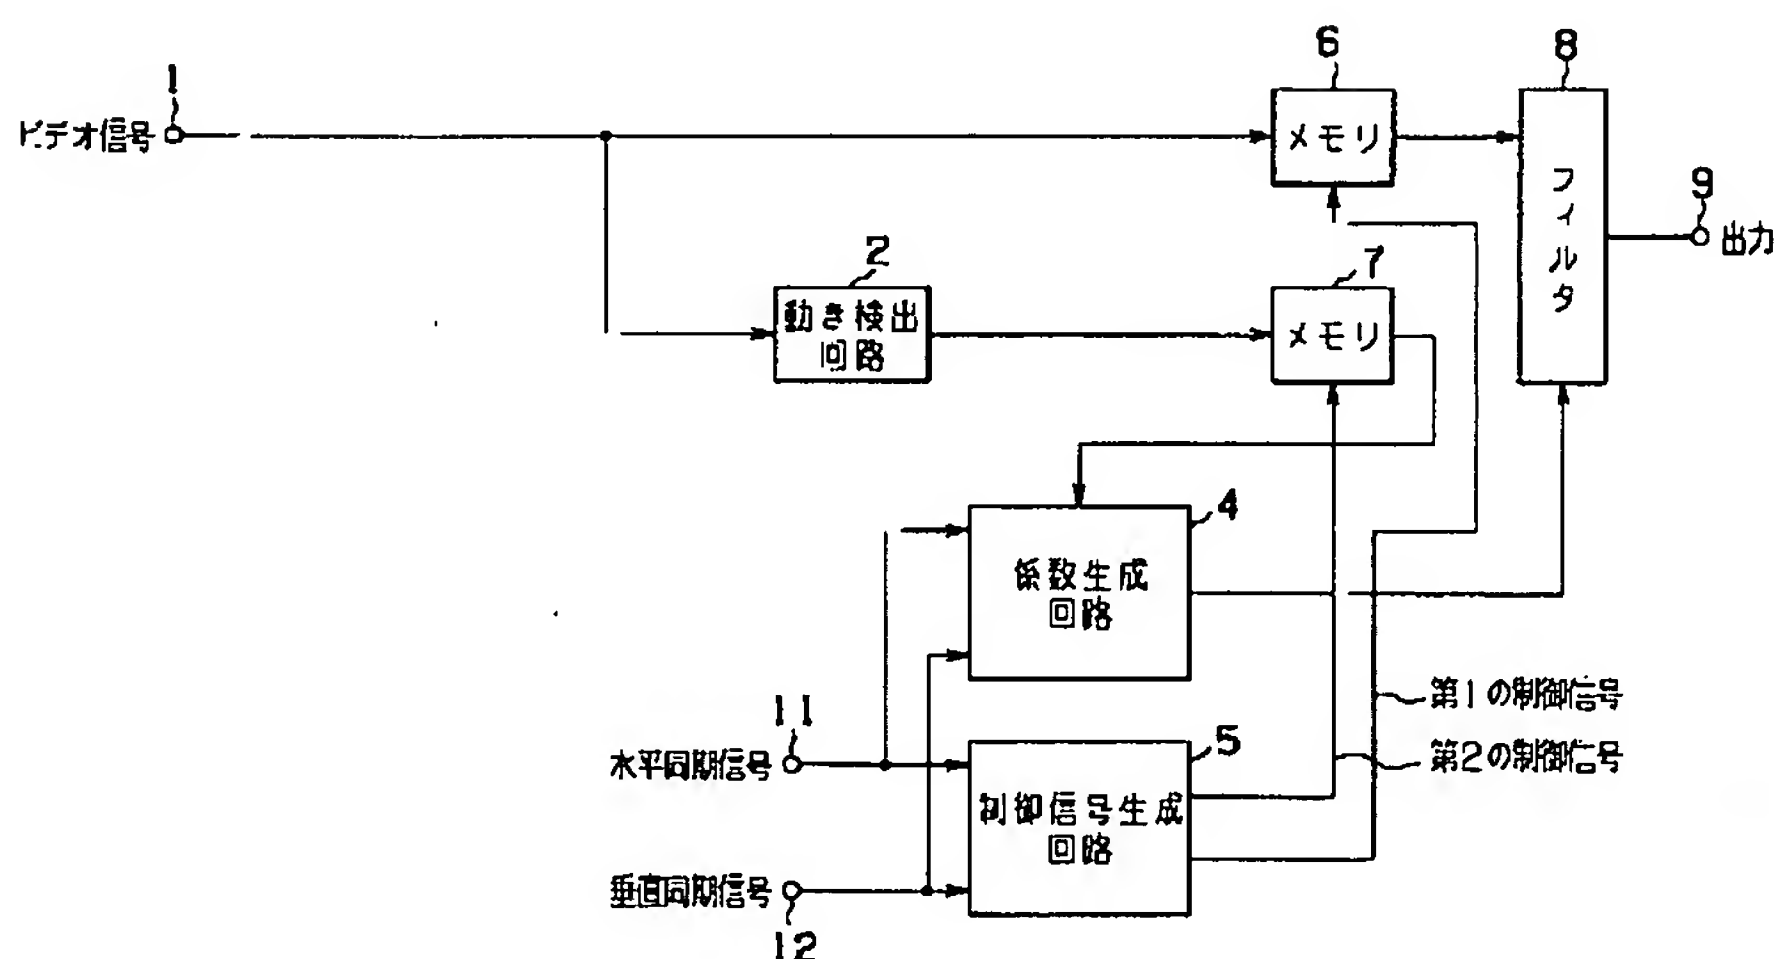 1
ビデオ信号
2
動き検出
回路
6
メモリ
7
メモリ
8
フィルタ
9
出力
4
係数生成
回路
11
水平同期信号
5
制御信号生成
回路
垂直同期信号
12
第1の制御信号
第2の制御信号